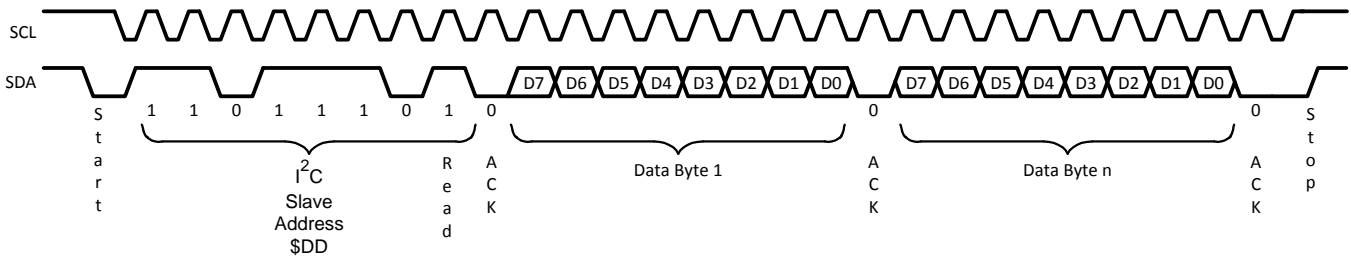 SCL
SDA
D7 D6 D5 D4 D3 D2 D1 D0
D7 D6 D5 D4 D3 D2 D1 D0
Start
1 1 0 1 1 1 0 1 0 0 0
Stop
I2C
Slave
Address
$DD
Read
ACK
Data Byte 1
ACK
Data Byte n
ACK